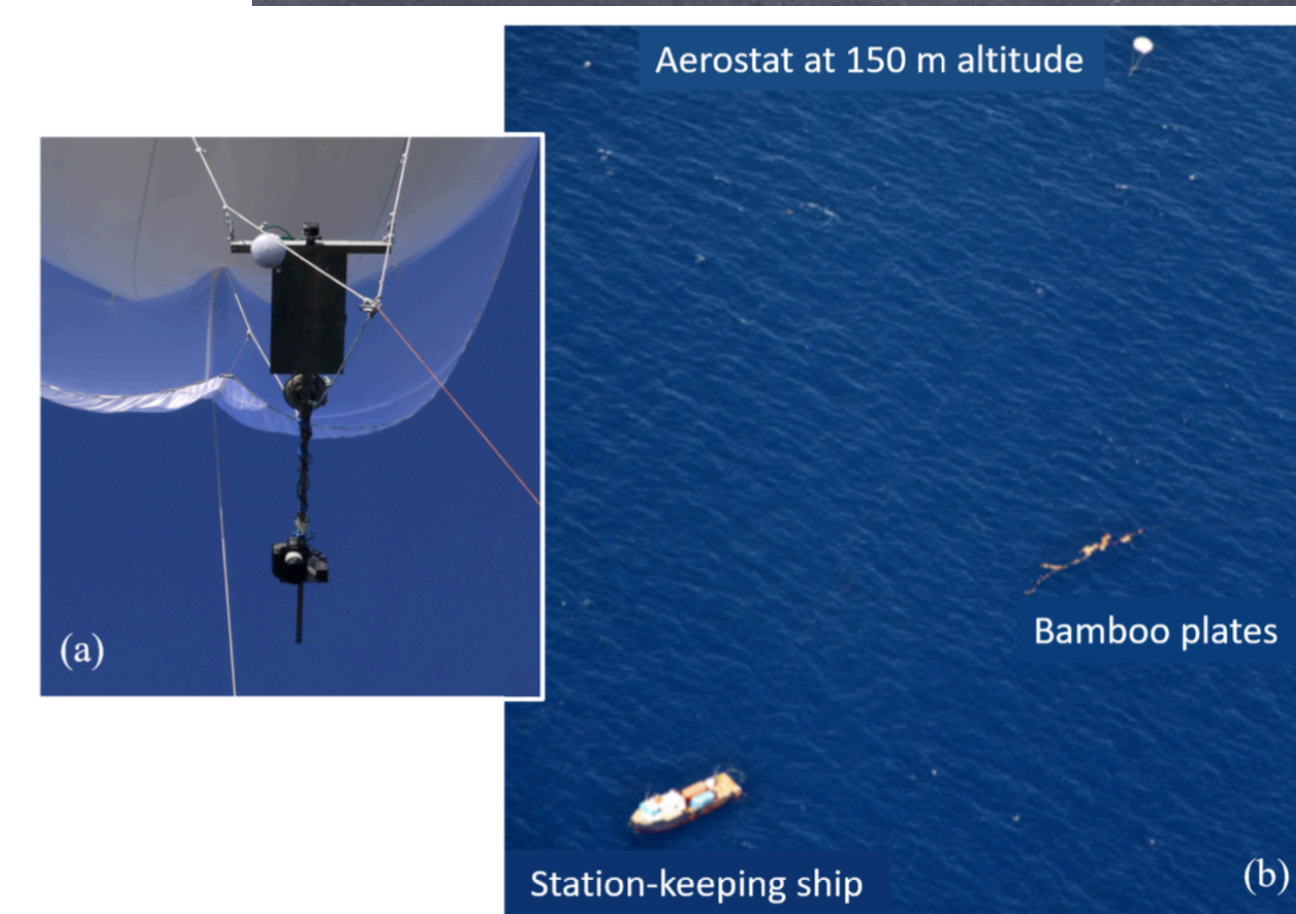 Aerostat at 150 m altitude
(a)
Bamboo plates
Station-keeping ship
(b)